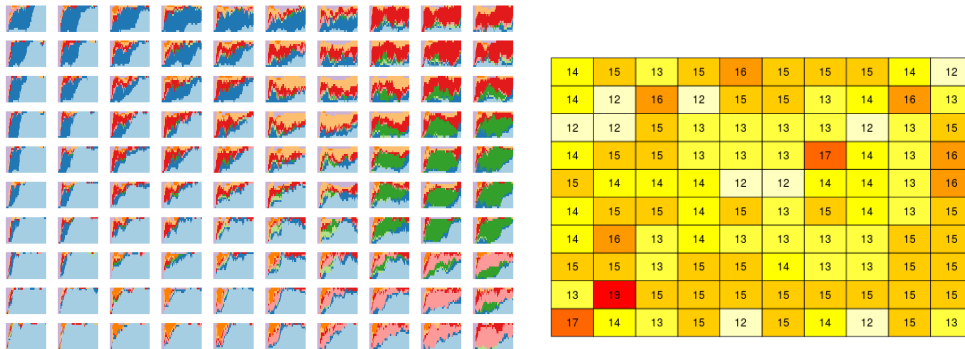 14 15 13 15 16 15 15 15 14 12
14 12 16 12 15 15 13 14 16 13
12 12 15 13 13 13 13 12 13 15
14 15 15 13 13 13 17 14 13 16
15 14 14 14 12 12 14 14 13 16
14 15 15 14 15 13 15 14 13 15
14 16 13 14 13 13 13 13 15 15
15 15 13 15 15 14 13 13 15 15
13 19 15 15 15 15 15 15 15 15
17 14 13 15 12 15 14 12 15 13